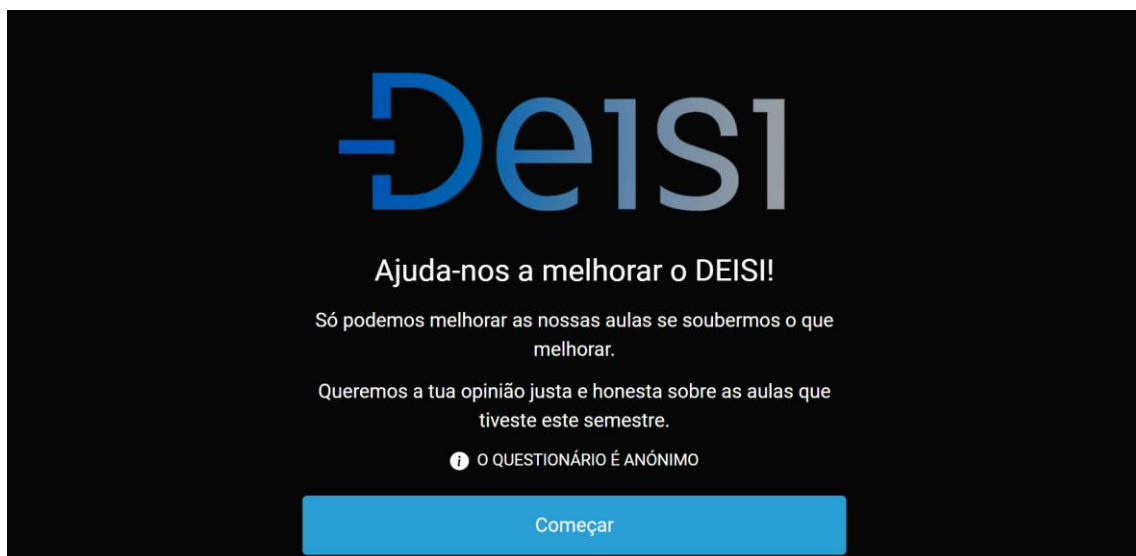 DeISI
Ajuda-nos a melhorar o DEISI!
Só podemos melhorar as nossas aulas se soubermos o que
melhorar.
Queremos a tua opinião justa e honesta sobre as aulas que
tiveste este semestre.
i O QUESTIONÁRIO É ANÓNIMO
Começar